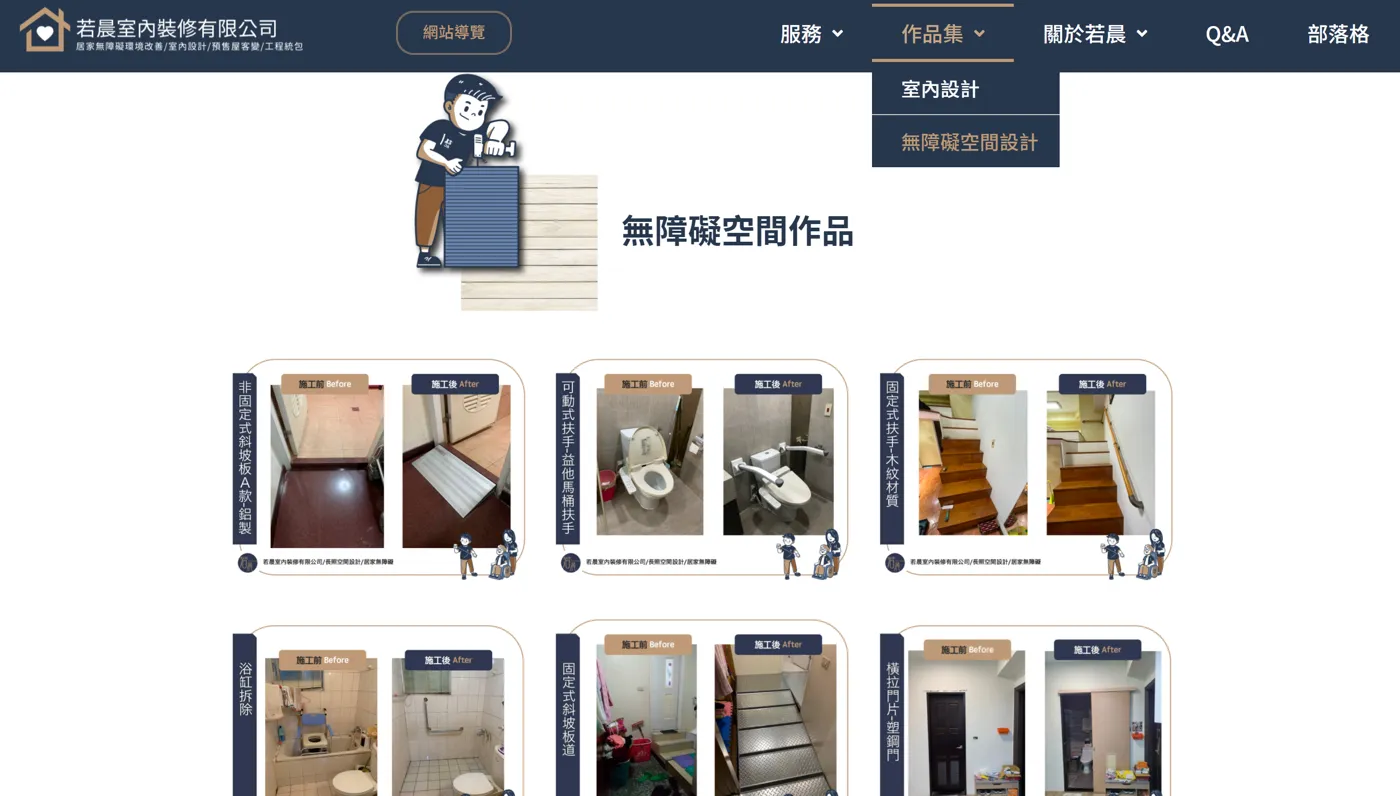 若晨室內裝修有限公司
居家無障礙環境改善/室內設計/預售屋客變/工程統包
網站導覽
服務
作品集
關於若晨
Q&A
部落格
室內設計
無障礙空間設計
無障礙空間作品
非固定式斜坡板A款-鋁製
施工前 Before
施工後 After
若晨室內裝修有限公司/長照空間設計/居家無障礙
可動式扶手-益他馬桶扶手
施工前 Before
施工後 After
若晨室內裝修有限公司/長照空間設計/居家無障礙
固定式扶手-木紋材質
施工前 Before
施工後 After
若晨室內裝修有限公司/長照空間設計/居家無障礙
浴缸拆除
施工前 Before
施工後 After
固定式斜坡板道
施工前 Before
施工後 After
橫拉門片-塑鋼門
施工前 Before
施工後 After